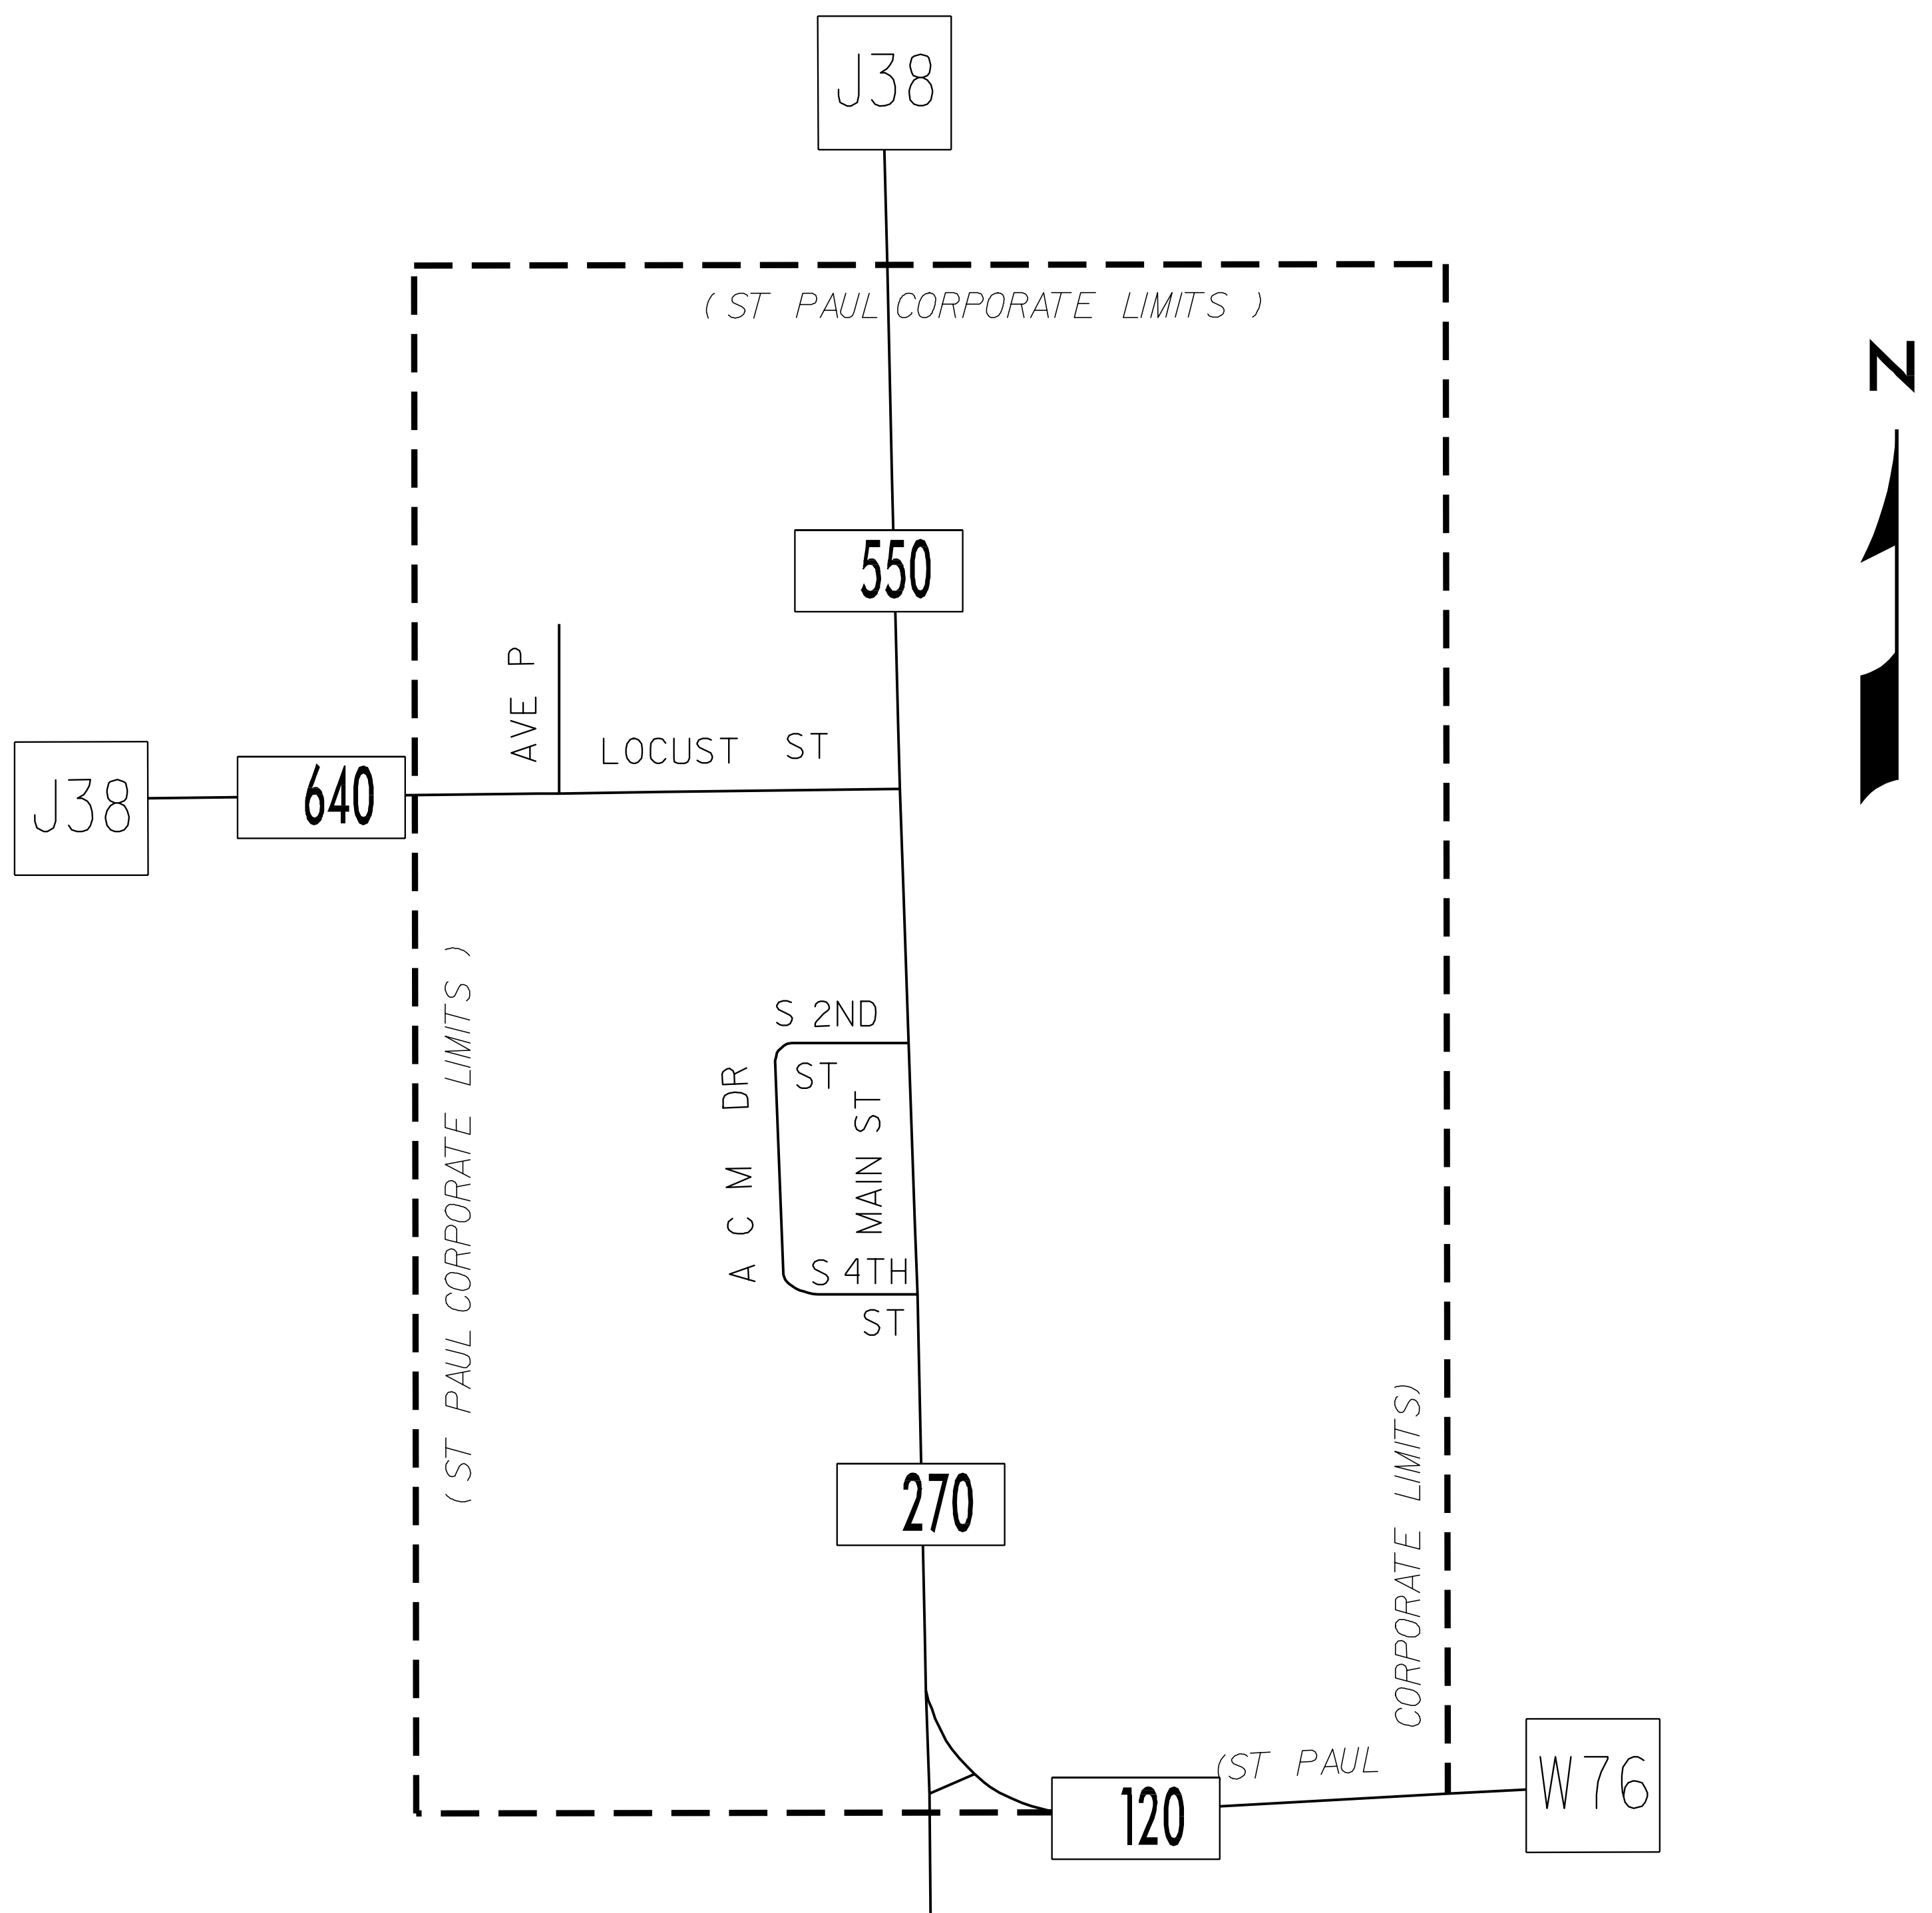 J38
( ST PAUL CORPORATE LIMITS )
N
550
AVE P
LOCUST ST
J38
640
( ST PAUL CORPORATE LIMITS )
S 2ND
ST
A C M DR
MAIN ST
S 4TH
ST
270
(ST PAUL
CORPORATE LIMITS)
120
W76